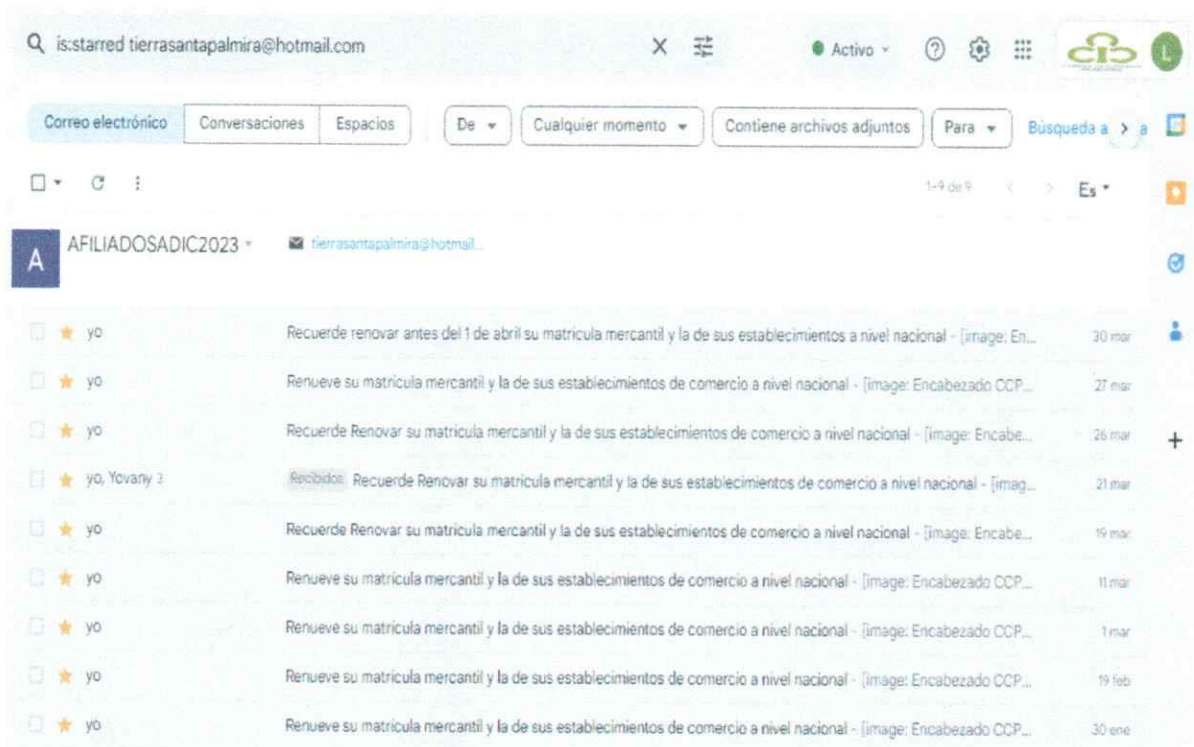 is:starred tierrasantapalmira@hotmail.com Activo L
Correo electrónico Conversaciones Espacios De Cualquier momento Contiene archivos adjuntos Para Búsqueda a a
1-9 de 9 Es
A AFILIADOSADIC2023 tierrasantapalmira@hotmail...
yo Recuerde renovar antes del 1 de abril su matricula mercantil y la de sus establecimientos a nivel nacional - [image: En... 30 mar
yo Renueve su matricula mercantil y la de sus establecimientos de comercio a nivel nacional - [image: Encabezado CCP... 27 mar
yo Recuerde Renovar su matricula mercantil y la de sus establecimientos de comercio a nivel nacional - [image: Encabe... 26 mar
yo, Yovany 3 Recibidos Recuerde Renovar su matricula mercantil y la de sus establecimientos de comercio a nivel nacional - [imag... 21 mar
yo Recuerde Renovar su matricula mercantil y la de sus establecimientos de comercio a nivel nacional - [image: Encabe... 19 mar
yo Renueve su matricula mercantil y la de sus establecimientos de comercio a nivel nacional - [image: Encabezado CCP... 11 mar
yo Renueve su matricula mercantil y la de sus establecimientos de comercio a nivel nacional - [image: Encabezado CCP... 1 mar
yo Renueve su matricula mercantil y la de sus establecimientos de comercio a nivel nacional - [image: Encabezado CCP... 19 feb
yo Renueve su matricula mercantil y la de sus establecimientos de comercio a nivel nacional - [image: Encabezado CCP... 30 ene